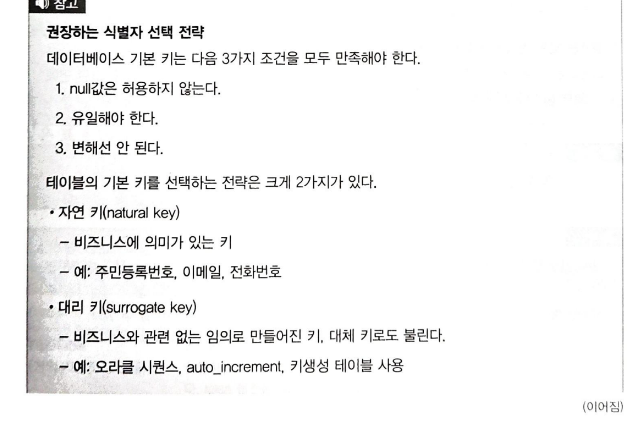 참고
권장하는 식별자 선택 전략
데이터베이스 기본 키는 다음 3가지 조건을 모두 만족해야 한다.
1. null값은 허용하지 않는다.
2. 유일해야 한다.
3. 변해선 안 된다.
테이블의 기본 키를 선택하는 전략은 크게 2가지가 있다.
• 자연 키(natural key)
– 비즈니스에 의미가 있는 키
– 예: 주민등록번호, 이메일, 전화번호
• 대리 키(surrogate key)
– 비즈니스와 관련 없는 임의로 만들어진 키, 대체 키로도 불린다.
– 예: 오라클 시퀀스, auto_increment, 키생성 테이블 사용
(이어짐)